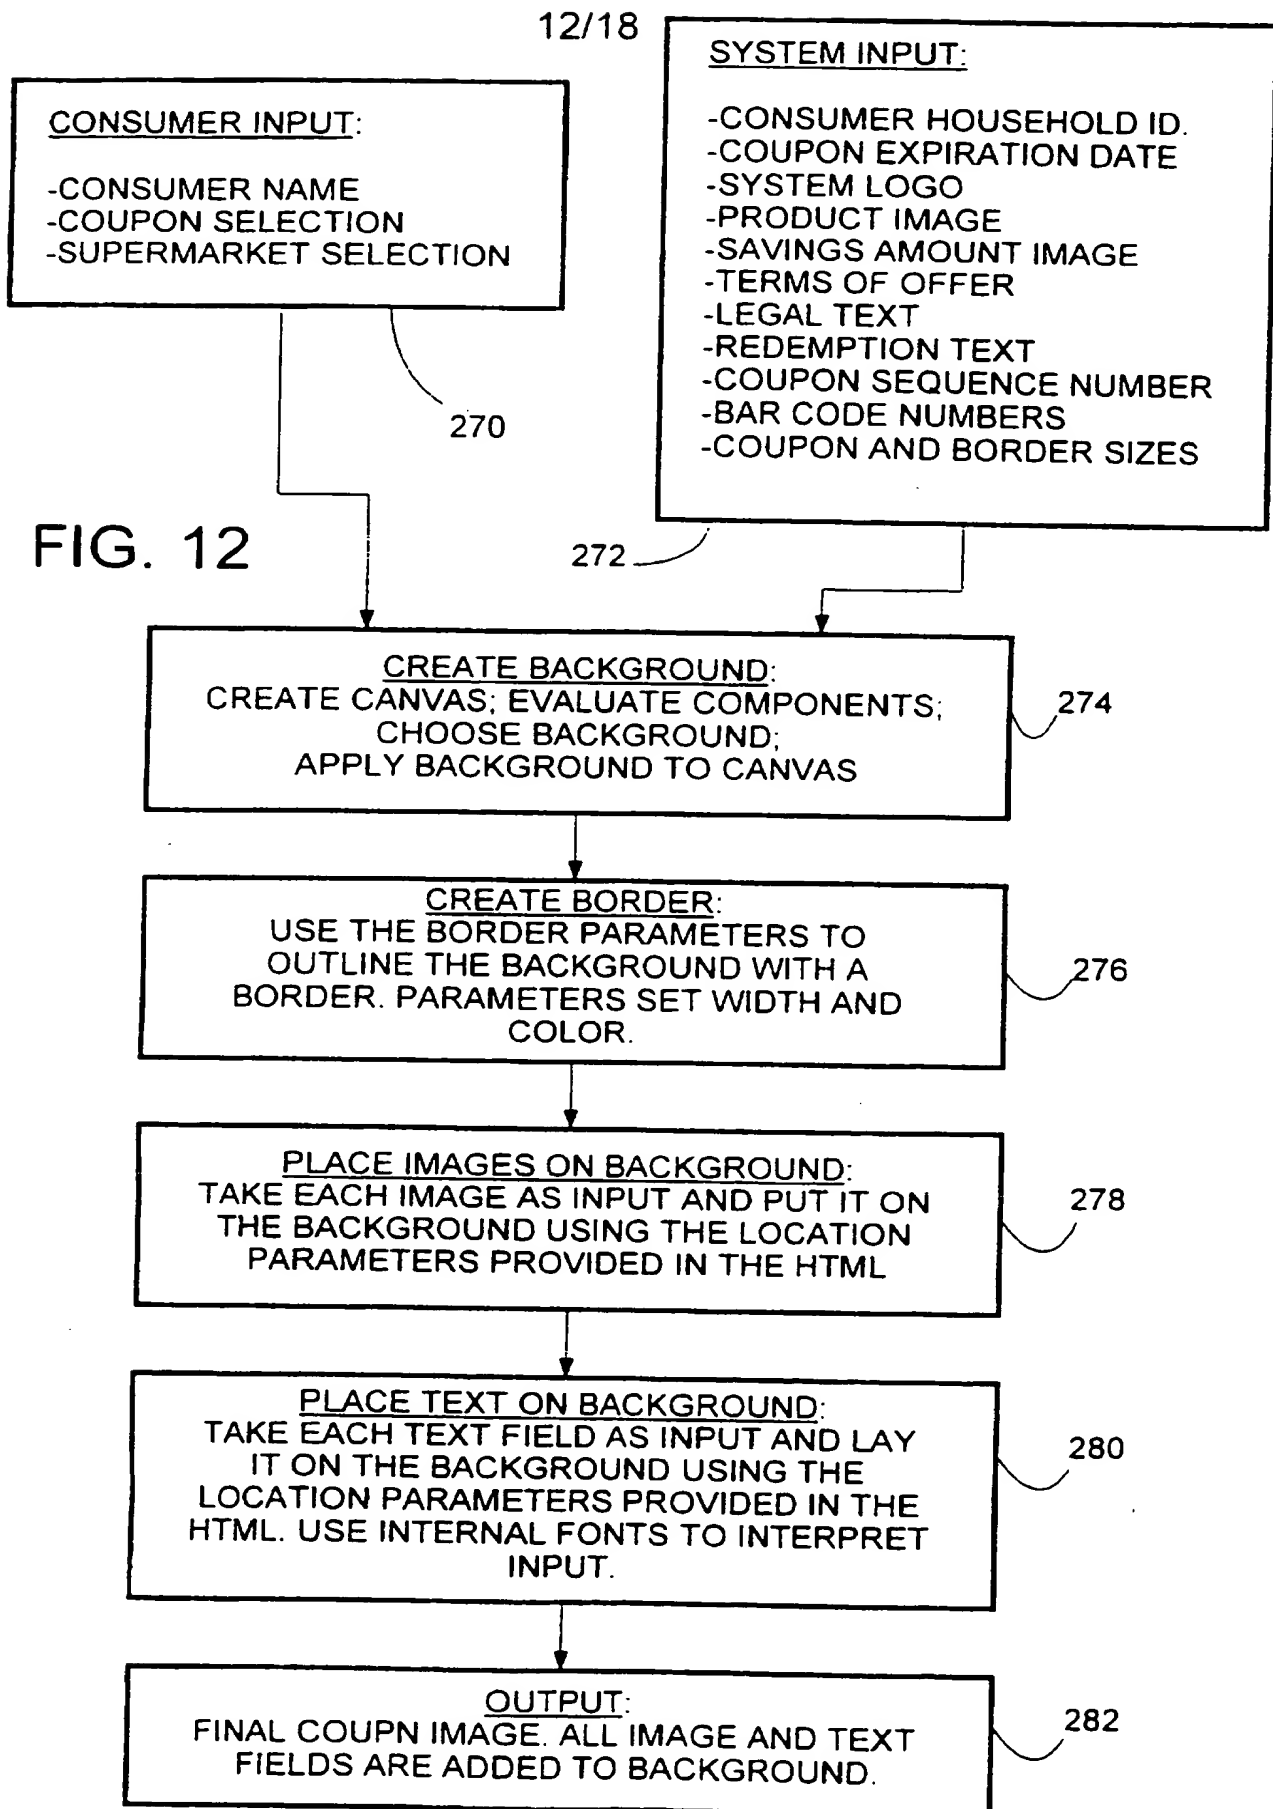 12/18
CONSUMER INPUT:
-CONSUMER NAME
-COUPON SELECTION
-SUPERMARKET SELECTION
270
SYSTEM INPUT:
-CONSUMER HOUSEHOLD ID.
-COUPON EXPIRATION DATE
-SYSTEM LOGO
-PRODUCT IMAGE
-SAVINGS AMOUNT IMAGE
-TERMS OF OFFER
-LEGAL TEXT
-REDEMPTION TEXT
-COUPON SEQUENCE NUMBER
-BAR CODE NUMBERS
-COUPON AND BORDER SIZES
272
FIG. 12
CREATE BACKGROUND:
CREATE CANVAS; EVALUATE COMPONENTS;
CHOOSE BACKGROUND;
APPLY BACKGROUND TO CANVAS
274
CREATE BORDER:
USE THE BORDER PARAMETERS TO
OUTLINE THE BACKGROUND WITH A
BORDER. PARAMETERS SET WIDTH AND
COLOR.
276
PLACE IMAGES ON BACKGROUND:
TAKE EACH IMAGE AS INPUT AND PUT IT ON
THE BACKGROUND USING THE LOCATION
PARAMETERS PROVIDED IN THE HTML
278
PLACE TEXT ON BACKGROUND:
TAKE EACH TEXT FIELD AS INPUT AND LAY
IT ON THE BACKGROUND USING THE
LOCATION PARAMETERS PROVIDED IN THE
HTML. USE INTERNAL FONTS TO INTERPRET
INPUT.
280
OUTPUT:
FINAL COUPN IMAGE. ALL IMAGE AND TEXT
FIELDS ARE ADDED TO BACKGROUND.
282